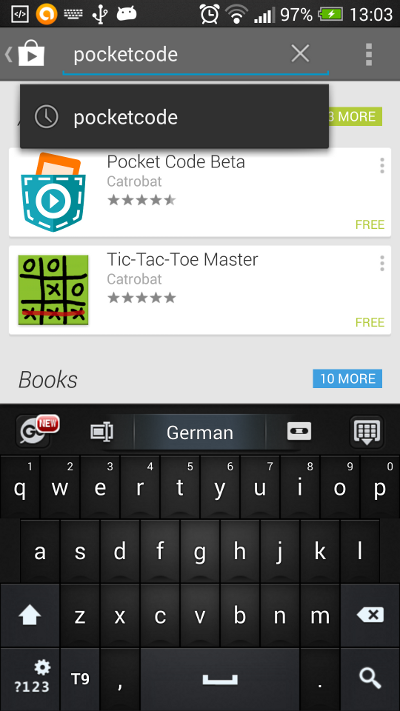 97% 13:03
pocketcode
pocketcode
3 MORE
Pocket Code Beta
Catrobat
FREE
Tic-Tac-Toe Master
Catrobat
FREE
Books
10 MORE
NEW
German
1 2 3 4 5 6 7 8 9 0
q w e r t y u i o p
a s d f g h j k l
z x c v b n m
?123 T9 , .